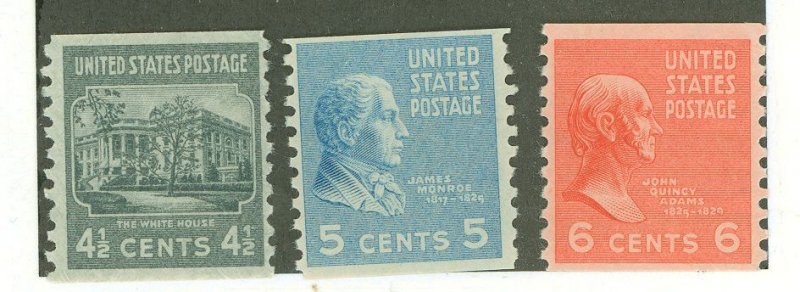 UNITED STATES POSTAGE
THE WHITE HOUSE
4½ CENTS 4½
UNITED
STATES
POSTAGE
JAMES
MONROE
1817-1825
5 CENTS 5
UNITED
STATES
POSTAGE
JOHN
QUINCY
ADAMS
1825-1829
6 CENTS 6